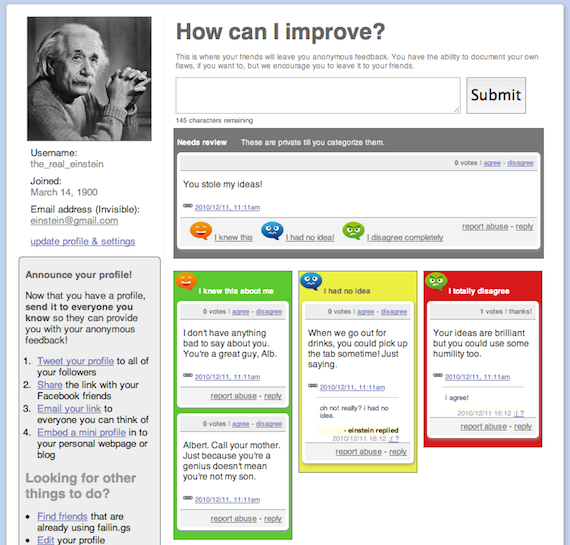 How can I improve?
This is where your friends will leave you anonymous feedback. You have the ability to document your own
flaws, if you want to, but we encourage you to leave it to your friends.
Submit
145 characters remaining
Username:
the_real_einstein
Joined:
March 14, 1900
Email address (Invisible):
einstein@gmail.com
update profile & settings
Announce your profile!
Now that you have a profile,
send it to everyone you
know so they can provide
you with your anonymous
feedback!
1. Tweet your profile to all of
your followers
2. Share the link with your
Facebook friends
3. Email your link to
everyone you can think of
4. Embed a mini profile in to
your personal webpage or
blog
Looking for other
things to do?
Find friends that are
already using failin.gs
Edit your profile
Needs review These are private till you categorize them.
0 votes | agree - disagree
You stole my ideas!
2010/12/11, 11:11am
I knew this I had no idea! I disagree completely
report abuse - reply
I knew this about me
0 votes | agree - disagree
I don't have anything
bad to say about you.
You're a great guy, Alb.
2010/12/11, 11:11am
report abuse - reply
0 votes | agree - disagree
Albert. Call your mother.
Just because you're a
genius doesn't mean
you're not my son.
2010/12/11, 11:11am
report abuse - reply
I had no idea
0 votes | agree - disagree
When we go out for
drinks, you could pick up
the tab sometime! Just
saying.
2010/12/11, 11:11am
oh no! really? i had no
idea.
- einstein replied
2010/12/11 16:12 :( ?
report abuse - reply
I totally disagree
1 votes | thanks!
Your ideas are brilliant
but you could use some
humility too.
2010/12/11, 11:11am
I agree!
2010/12/11 16:12 :( ?
report abuse - reply